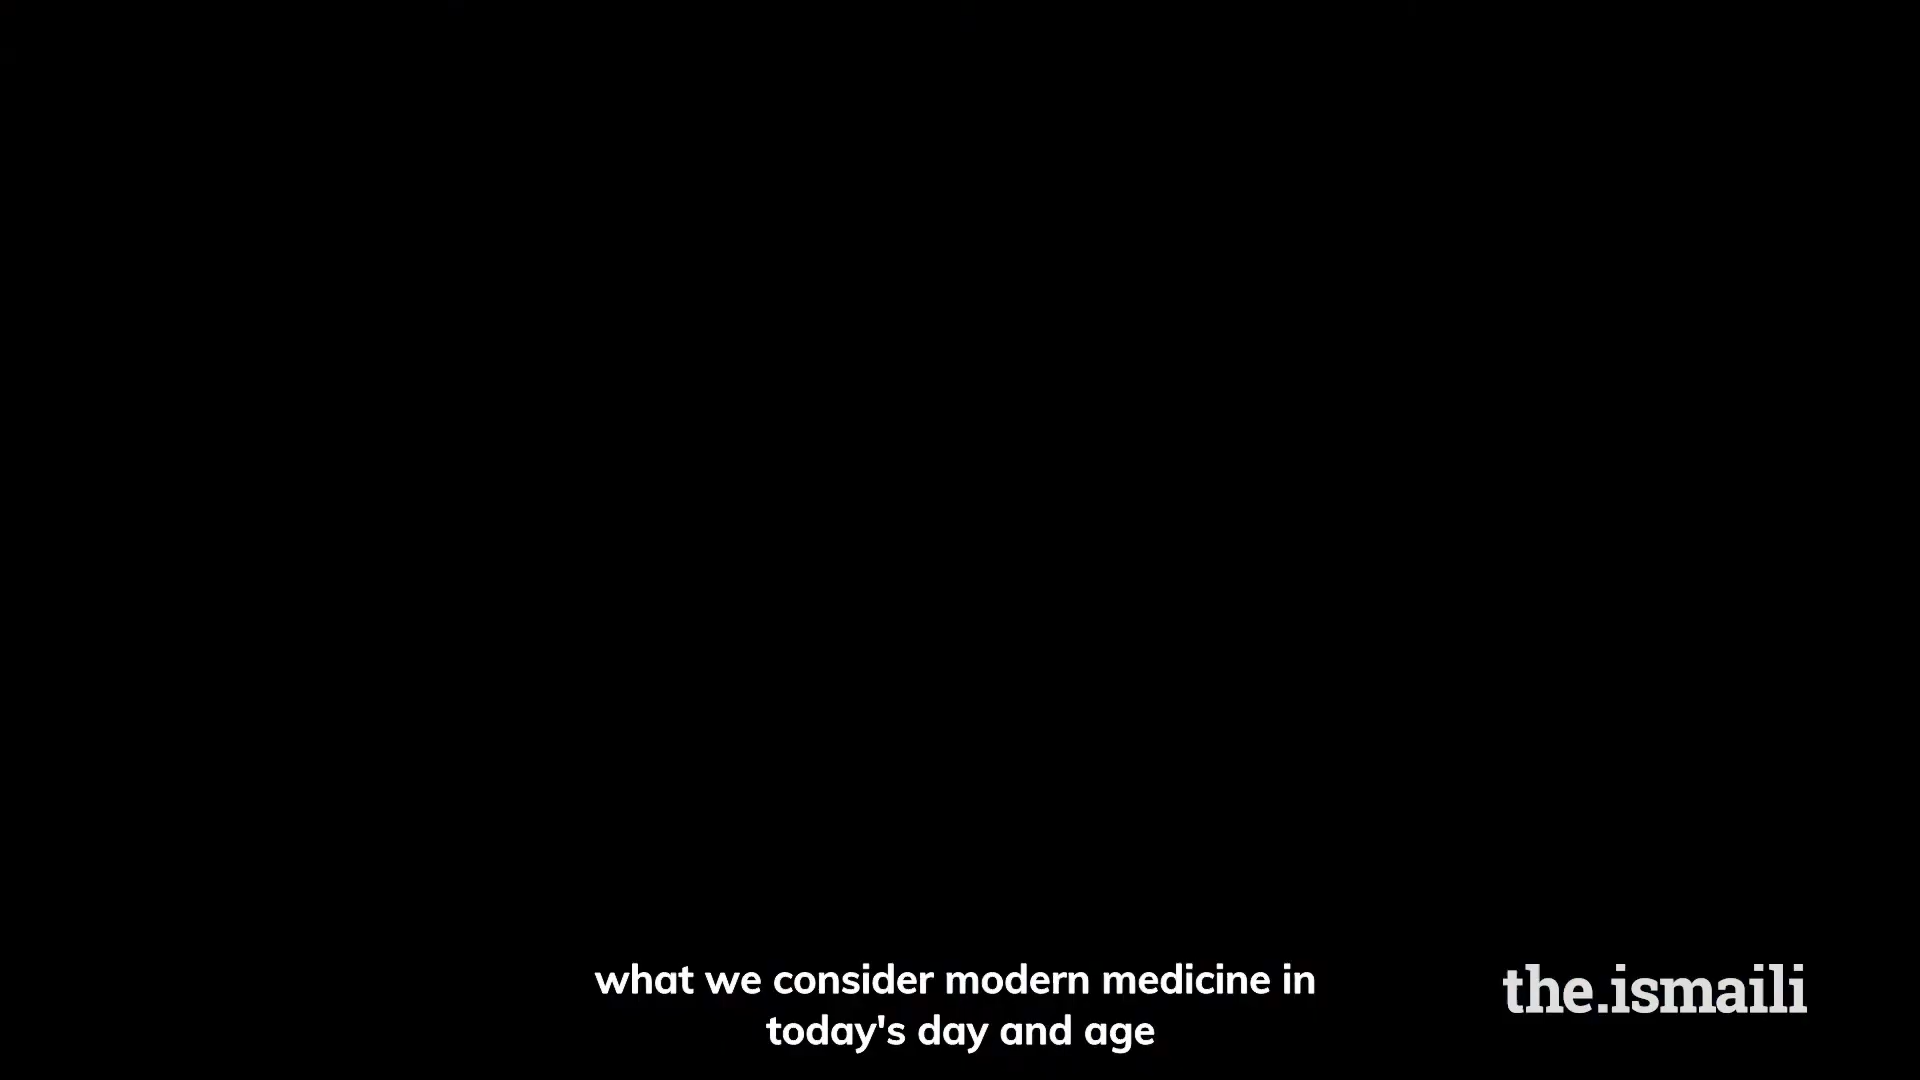 what we consider modern medicine in
today's day and age
the.ismaili